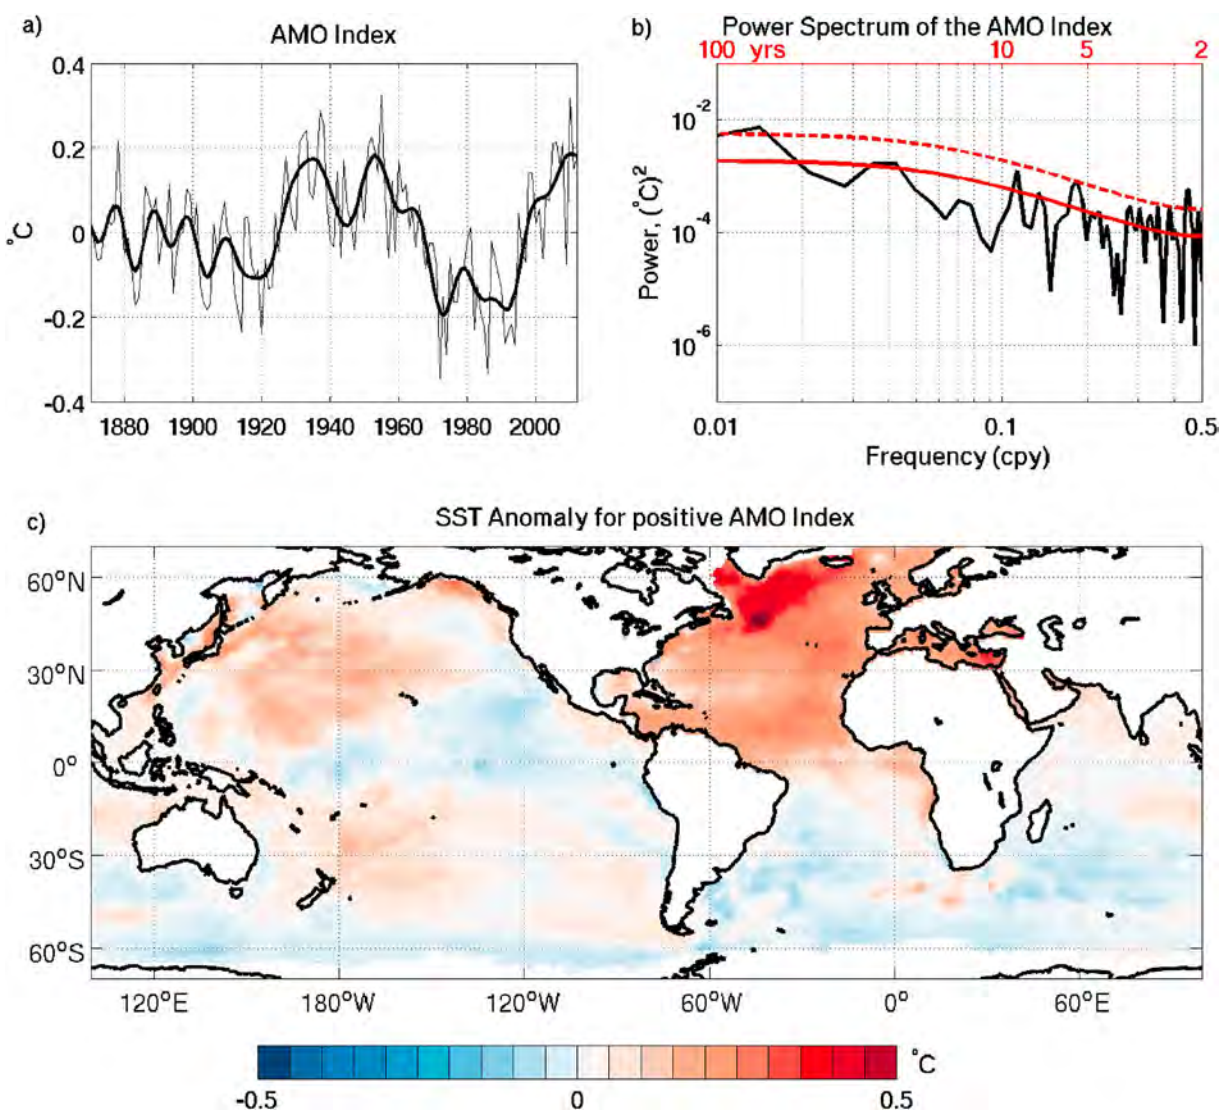 a)
AMO Index
0.4
0.2
0
-0.2
-0.4
°C
1880 1900 1920 1940 1960 1980 2000
b)
Power Spectrum of the AMO Index
100 yrs 10 5 2
10-2
10-4
10-6
Power, (°C)2
0.01 0.1 0.5
Frequency (cpy)
c)
SST Anomaly for positive AMO Index
60°N
30°N
0°
30°S
60°S
120°E 180°W 120°W 60°W 0° 60°E
-0.5 0 0.5
°C